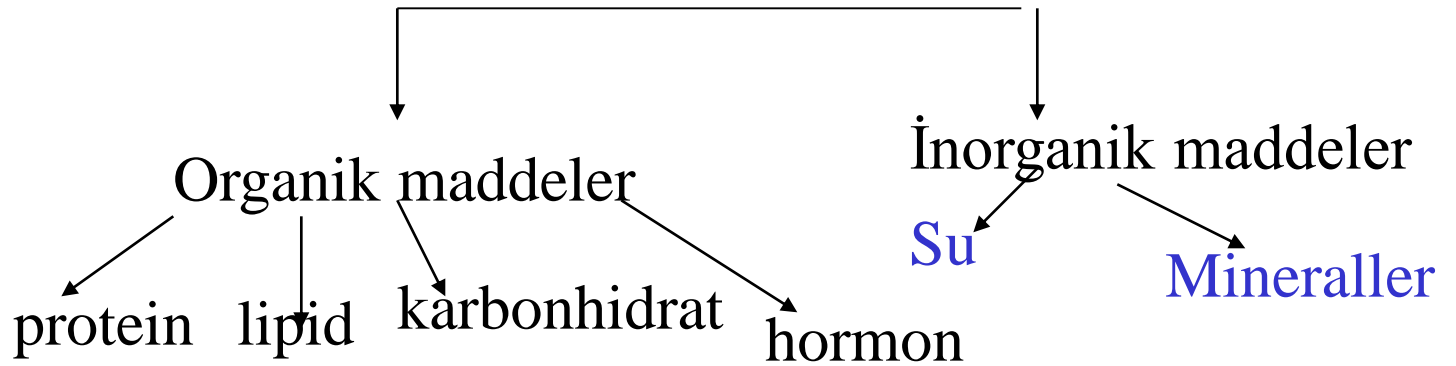 Organik maddeler
İnorganik maddeler
protein
lipid
karbonhidrat
hormon
Su
Mineraller